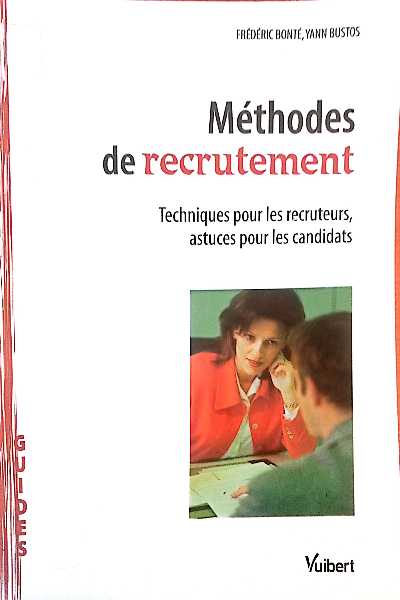 FRÉDÉRIC BONTÉ, YANN BUSTOS
Méthodes
de recrutement
Techniques pour les recruteurs,
astuces pour les candidats
GUIDES
Vuibert